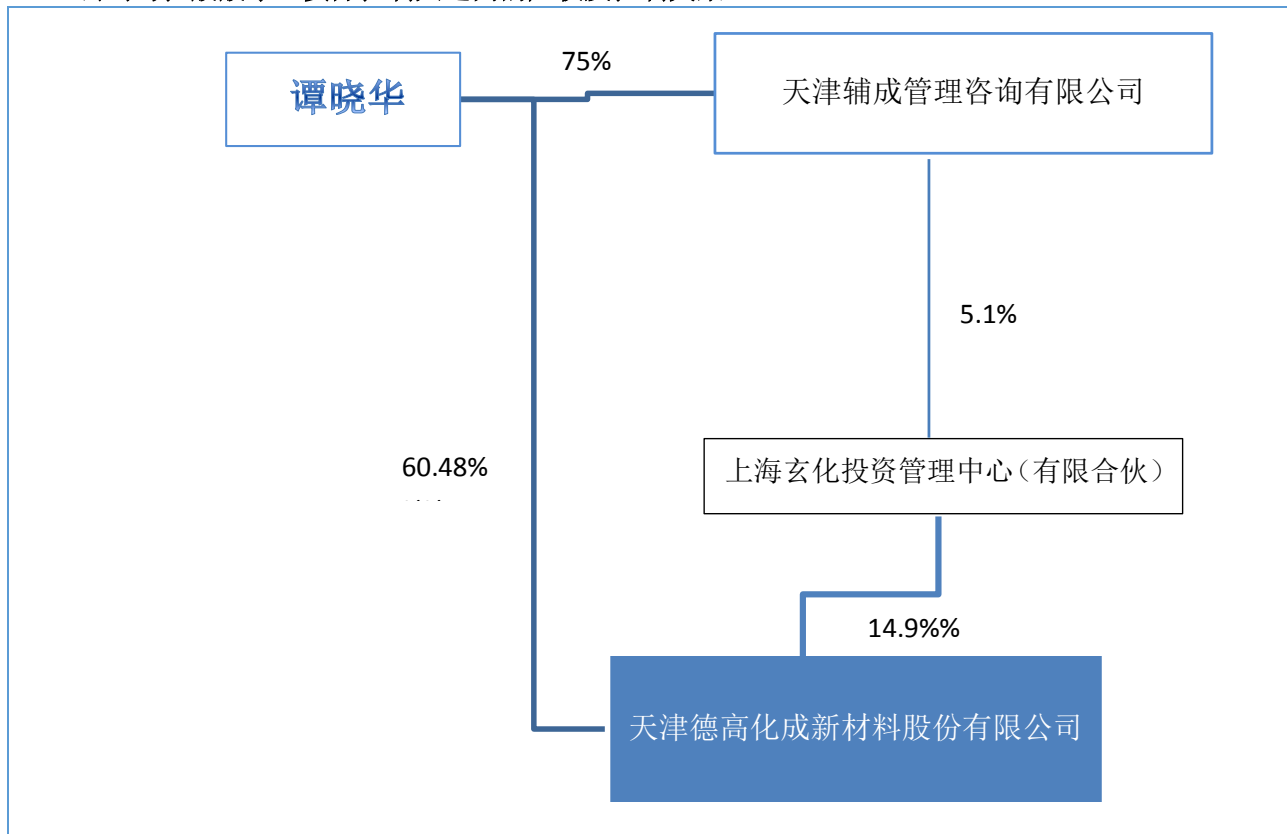 75%
谭晓华
天津辅成管理咨询有限公司
5.1%
60.48%
上海玄化投资管理中心（有限合伙）
14.9%%
天津德高化成新材料股份有限公司